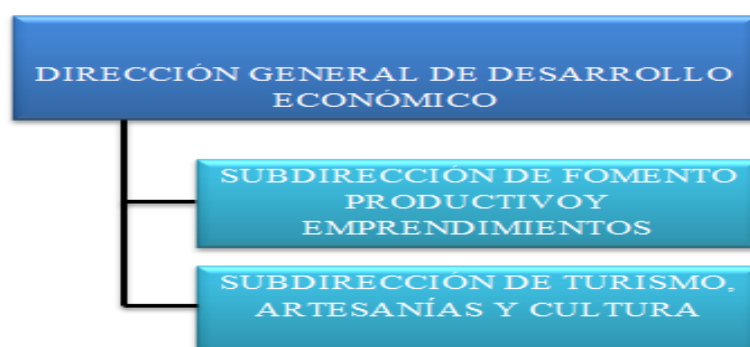 DIRECCIÓN GENERAL DE DESARROLLO
ECONÓMICO
SUBDIRECCIÓN DE FOMENTO
PRODUCTIVOY
EMPRENDIMIENTOS
SUBDIRECCIÓN DE TURISMO,
ARTESANÍAS Y CULTURA